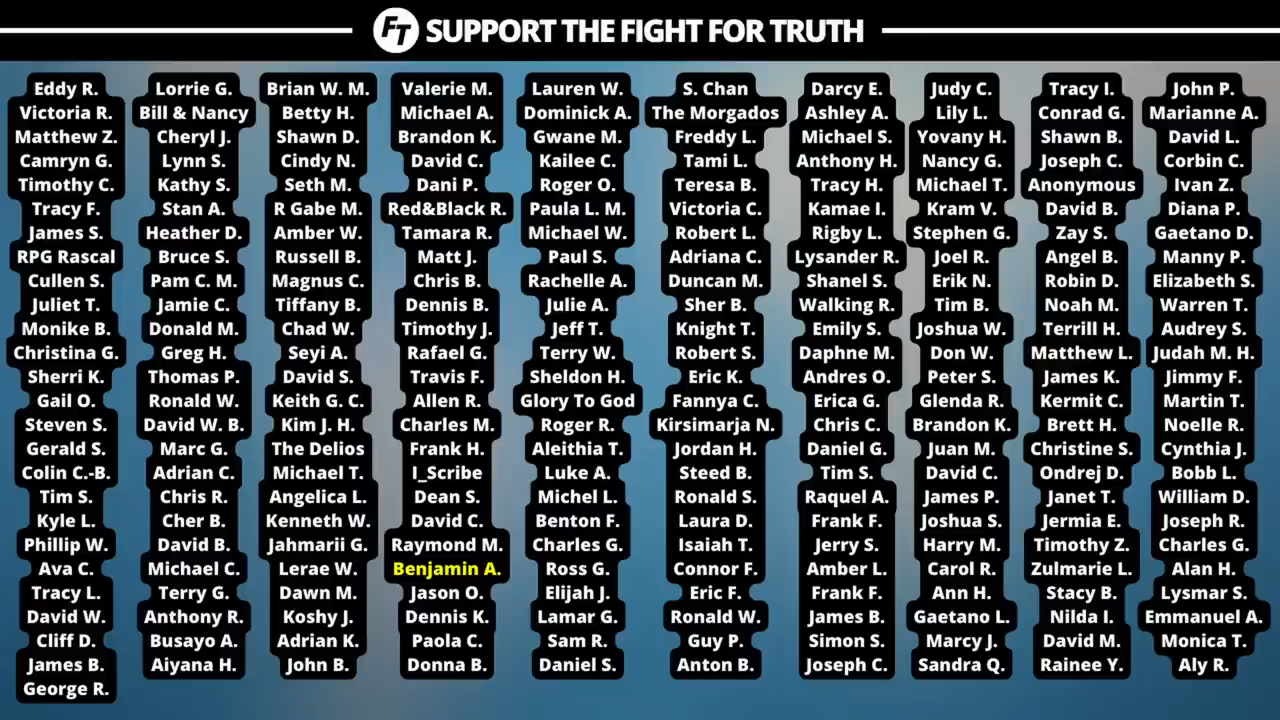 FT SUPPORT THE FIGHT FOR TRUTH
Eddy R.
Victoria R.
Matthew Z.
Camryn G.
Timothy C.
Tracy F.
James S.
RPG Rascal
Cullen S.
Juliet T.
Monike B.
Christina G.
Sherri K.
Gail O.
Steven S.
Gerald S.
Colin C.-B.
Tim S.
Kyle L.
Phillip W.
Ava C.
Tracy L.
David W.
Cliff D.
James B.
George R.
Lorrie G.
Bill & Nancy
Cheryl J.
Lynn S.
Kathy S.
Stan A.
Heather D.
Bruce S.
Pam C. M.
Jamie C.
Donald M.
Greg H.
Thomas P.
Ronald W.
David W. B.
Marc G.
Adrian C.
Chris R.
Cher B.
David B.
Michael C.
Terry G.
Anthony R.
Busayo A.
Aiyana H.
Brian W. M.
Betty H.
Shawn D.
Cindy N.
Seth M.
R Gabe M.
Amber W.
Russell B.
Magnus C.
Tiffany B.
Chad W.
Seyi A.
David S.
Keith G. C.
Kim J. H.
The Delios
Michael T.
Angelica L.
Kenneth W.
Jahmarii G.
Lerae W.
Dawn M.
Koshy J.
Adrian K.
John B.
Valerie M.
Michael A.
Brandon K.
David C.
Dani P.
Red&Black R.
Tamara R.
Matt J.
Chris B.
Dennis B.
Timothy J.
Rafael G.
Travis F.
Allen R.
Charles M.
Frank H.
I_Scribe
Dean S.
David C.
Raymond M.
Benjamin A.
Jason O.
Dennis K.
Paola C.
Donna B.
Lauren W.
Dominick A.
Gwane M.
Kailee C.
Roger O.
Paula L. M.
Michael W.
Paul S.
Rachelle A.
Julie A.
Jeff T.
Terry W.
Sheldon H.
Glory To God
Roger R.
Aleithia T.
Luke A.
Michel L.
Benton F.
Charles G.
Ross G.
Elijah J.
Lamar G.
Sam R.
Daniel S.
S. Chan
The Morgados
Freddy L.
Tami L.
Teresa B.
Victoria C.
Robert L.
Adriana C.
Duncan M.
Sher B.
Knight T.
Robert S.
Eric K.
Fannya C.
Kirsimarja N.
Jordan H.
Steed B.
Ronald S.
Laura D.
Isaiah T.
Connor F.
Eric F.
Ronald W.
Guy P.
Anton B.
Darcy E.
Ashley A.
Michael S.
Anthony H.
Tracy H.
Kamae I.
Rigby L.
Lysander R.
Shanel S.
Walking R.
Emily S.
Daphne M.
Andres O.
Erica G.
Chris C.
Daniel G.
Tim S.
Raquel A.
Frank F.
Jerry S.
Amber L.
Frank F.
James B.
Simon S.
Joseph C.
Judy C.
Lily L.
Yovany H.
Nancy G.
Michael T.
Kram V.
Stephen G.
Joel R.
Erik N.
Tim B.
Joshua W.
Don W.
Peter S.
Glenda R.
Brandon K.
Juan M.
David C.
James P.
Joshua S.
Harry M.
Carol R.
Ann H.
Gaetano L.
Marcy J.
Sandra Q.
Tracy I.
Conrad G.
Shawn B.
Joseph C.
Anonymous
David B.
Zay S.
Angel B.
Robin D.
Noah M.
Terrill H.
Matthew L.
James K.
Kermit C.
Brett H.
Christine S.
Ondrej D.
Janet T.
Jermia E.
Timothy Z.
Zulmarie L.
Stacy B.
Nilda I.
David M.
Rainee Y.
John P.
Marianne A.
David L.
Corbin C.
Ivan Z.
Diana P.
Gaetano D.
Manny P.
Elizabeth S.
Warren T.
Audrey S.
Judah M. H.
Jimmy F.
Martin T.
Noelle R.
Cynthia J.
Bobb L.
William D.
Joseph R.
Charles G.
Alan H.
Lysmar S.
Emmanuel A.
Monica T.
Aly R.